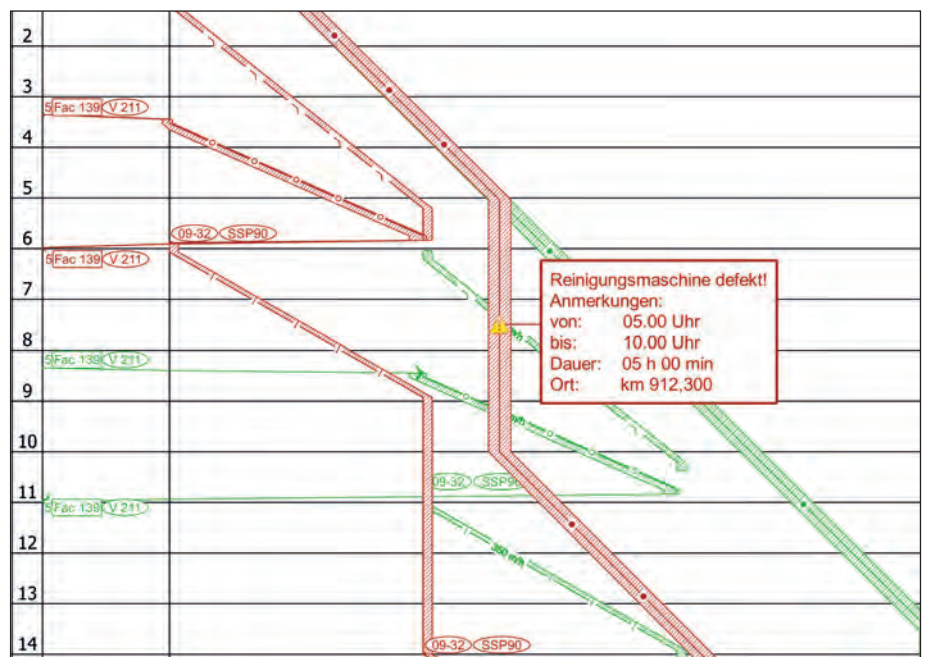 2
3
5 Fac 139 V 211
4
5
09-32 SSP90
6
5 Fac 139 V 211
Reinigungsmaschine defekt!
Anmerkungen:
von: 05.00 Uhr
bis: 10.00 Uhr
Dauer: 05 h 00 min
Ort: km 912,300
7
8
5 Fac 139 V 211
9
10
09-32 SSP90
11
5 Fac 139 V 211
12
350 m/h
13
14
09-32 SSP90